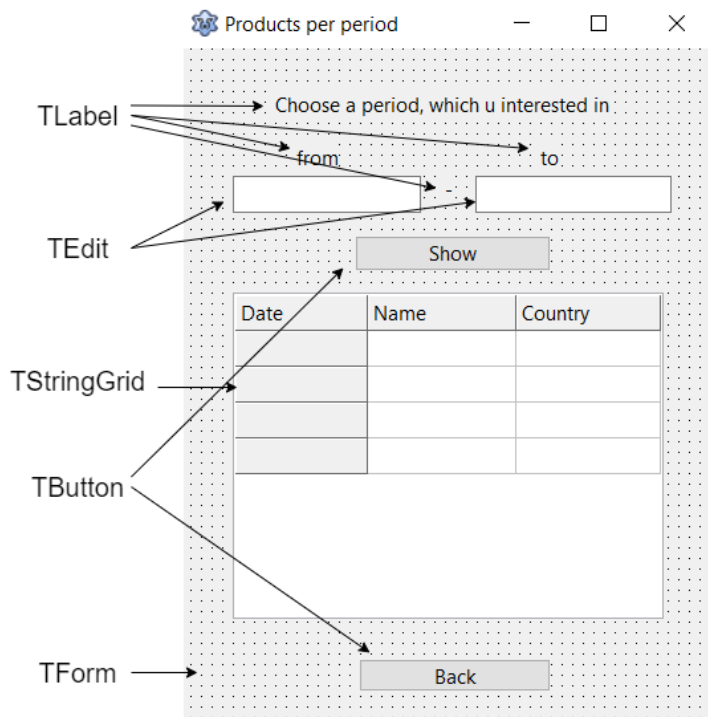 Products per period
TLabel
Choose a period, which u interested in
from to
-
TEdit
Show
Date Name Country
TStringGrid
TButton
TForm
Back